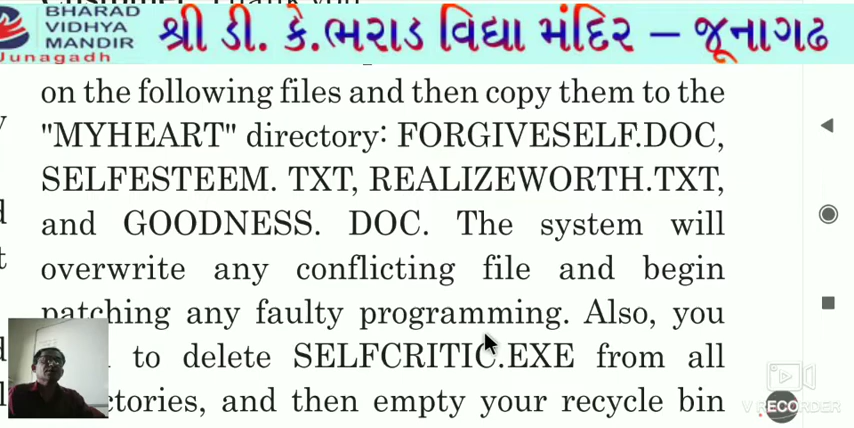 BHARAD
VIDHYA
MANDIR
Junagadh
શ્રી ડી. કે.ભરાડ વિદ્યા મંદિર – જૂનાગઢ
on the following files and then copy them to the
"MYHEART" directory: FORGIVESELF.DOC,
SELFESTEEM. TXT, REALIZEWORTH.TXT,
and GOODNESS. DOC. The system will
overwrite any conflicting file and begin
patching any faulty programming. Also, you
to delete SELFCRITIC.EXE from all
and then empty your recycle bin
V RECORDER